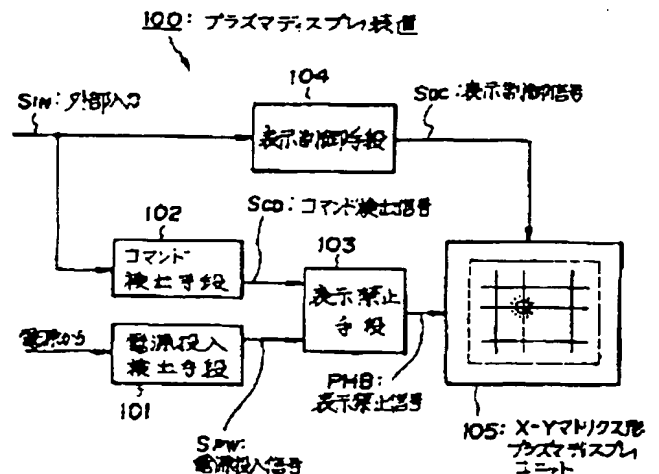 100: プラズマディスプレイ装置
104
SIN: 外部入力
SDC: 表示制御信号
表示制御手段
102
SCD: コマンド検出信号
103
コマンド
検出手段
表示禁止
手段
電源から
電源投入
検出手段
101
PHB:
表示禁止信号
SPW:
電源投入信号
105: X-Yマトリクス形
プラズマディスプレイ
ユニット